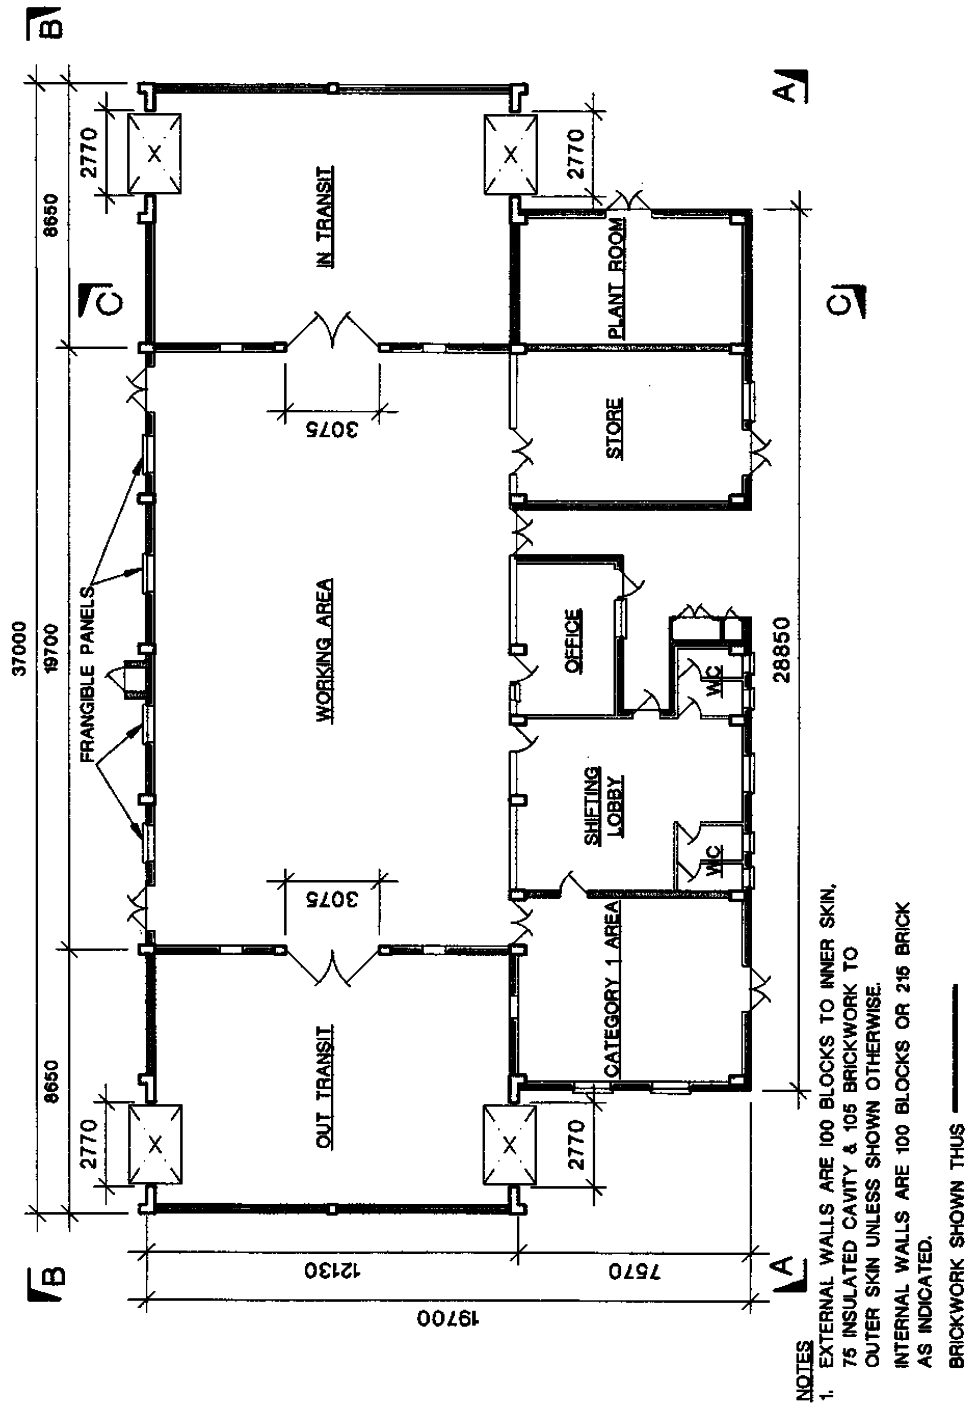 37000
B
8650
19700
8650
B
2770
FRANGIBLE PANELS
2770
C
X
X
OUT TRANSIT
WORKING AREA
IN TRANSIT
12130
3075
3075
19700
X
X
2770
OFFICE
2770
SHIFTING
LOBBY
CATEGORY 1 AREA
STORE
PLANT ROOM
7570
WC
WC
28850
A
A
C
NOTES
1. EXTERNAL WALLS ARE 100 BLOCKS TO INNER SKIN,
75 INSULATED CAVITY & 105 BRICKWORK TO
OUTER SKIN UNLESS SHOWN OTHERWISE.
INTERNAL WALLS ARE 100 BLOCKS OR 215 BRICK
AS INDICATED.
BRICKWORK SHOWN THUS